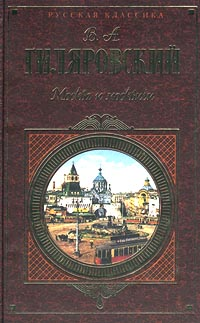 РУССКАЯ КЛАССИКА
В. А.
ГИЛЯРОВСКИЙ
Москва и москвичи